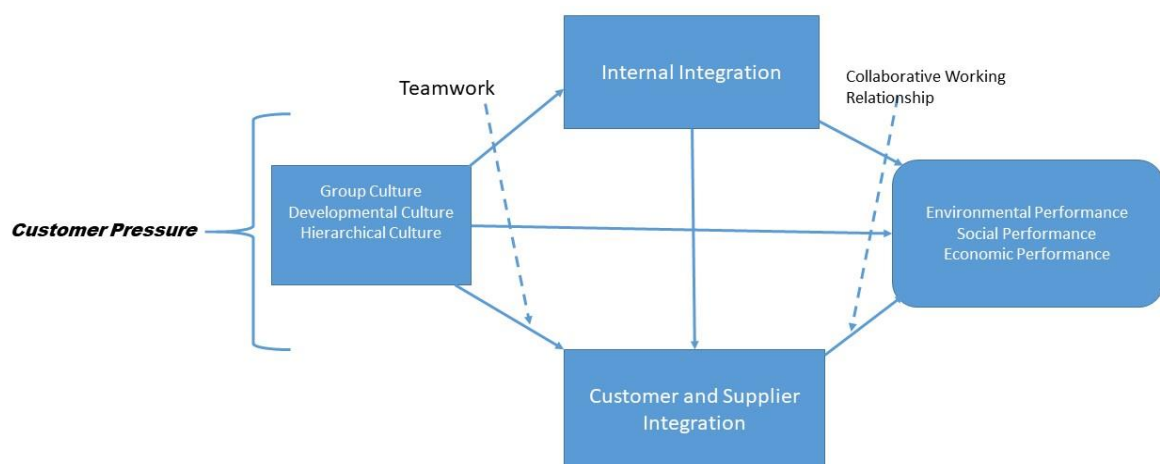 Internal Integration
Collaborative Working
Relationship
Teamwork
Group Culture
Developmental Culture
Hierarchical Culture
Customer Pressure
Environmental Performance
Social Performance
Economic Performance
Customer and Supplier
Integration